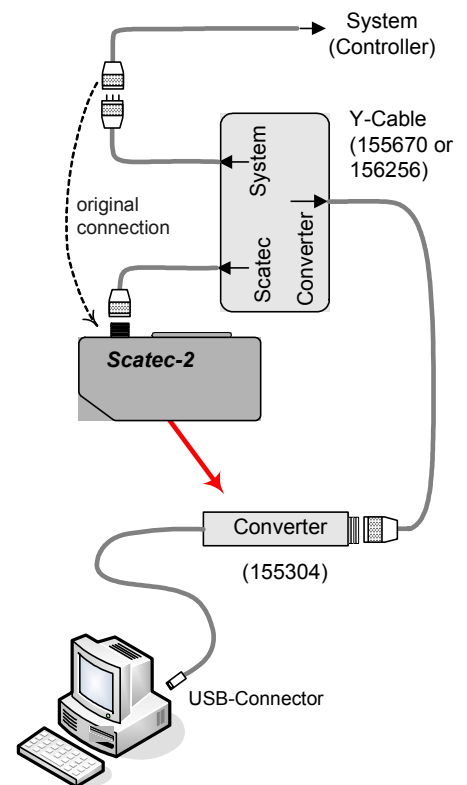 System
(Controller)
Y-Cable
(155670 or
156256)
System
Scatec
Converter
original
connection
Scatec-2
Converter
(155304)
USB-Connector